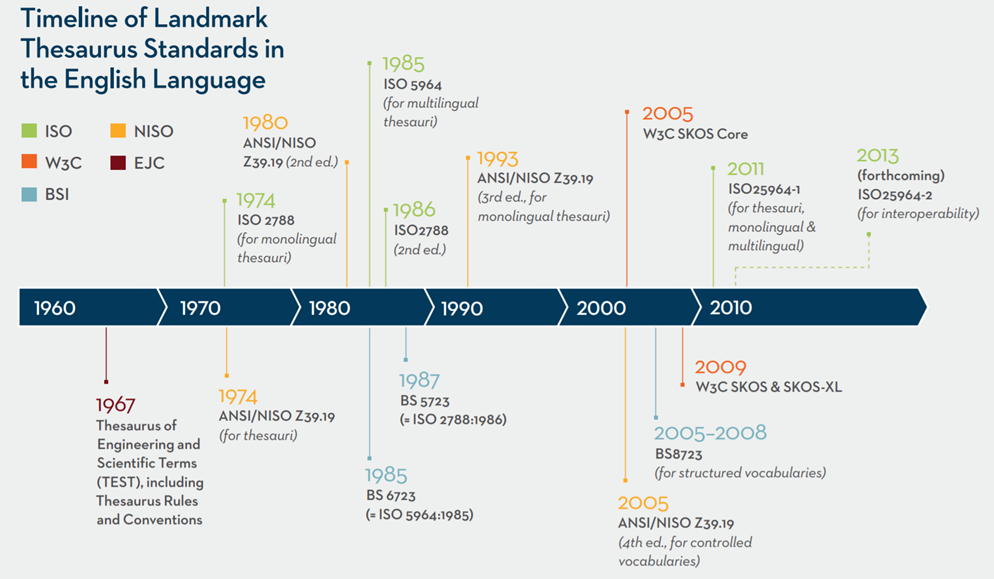 Timeline of Landmark
Thesaurus Standards in
the English Language
ISO
NISO
W3C
EJC
BSI
1980
ANSI/NISO
Z39.19 (2nd ed.)
1985
ISO 5964
(for multilingual
thesauri)
1974
ISO 2788
(for monolingual
thesauri)
1986
ISO2788
(2nd ed.)
1993
ANSI/NISO Z39.19
(3rd ed., for
monolingual thesauri)
2005
W3C SKOS Core
2011
ISO25964-1
(for thesauri,
monolingual &
multilingual)
2013
(forthcoming)
ISO25964-2
(for interoperability)
1960
1970
1980
1990
2000
2010
1967
Thesaurus of
Engineering and
Scientific Terms
(TEST), including
Thesaurus Rules
and Conventions
1974
ANSI/NISO Z39.19
(for thesauri)
1987
BS 5723
(= ISO 2788:1986)
1985
BS 6723
(= ISO 5964:1985)
2009
W3C SKOS & SKOS-XL
2005–2008
BS8723
(for structured vocabularies)
2005
ANSI/NISO Z39.19
(4th ed., for controlled
vocabularies)